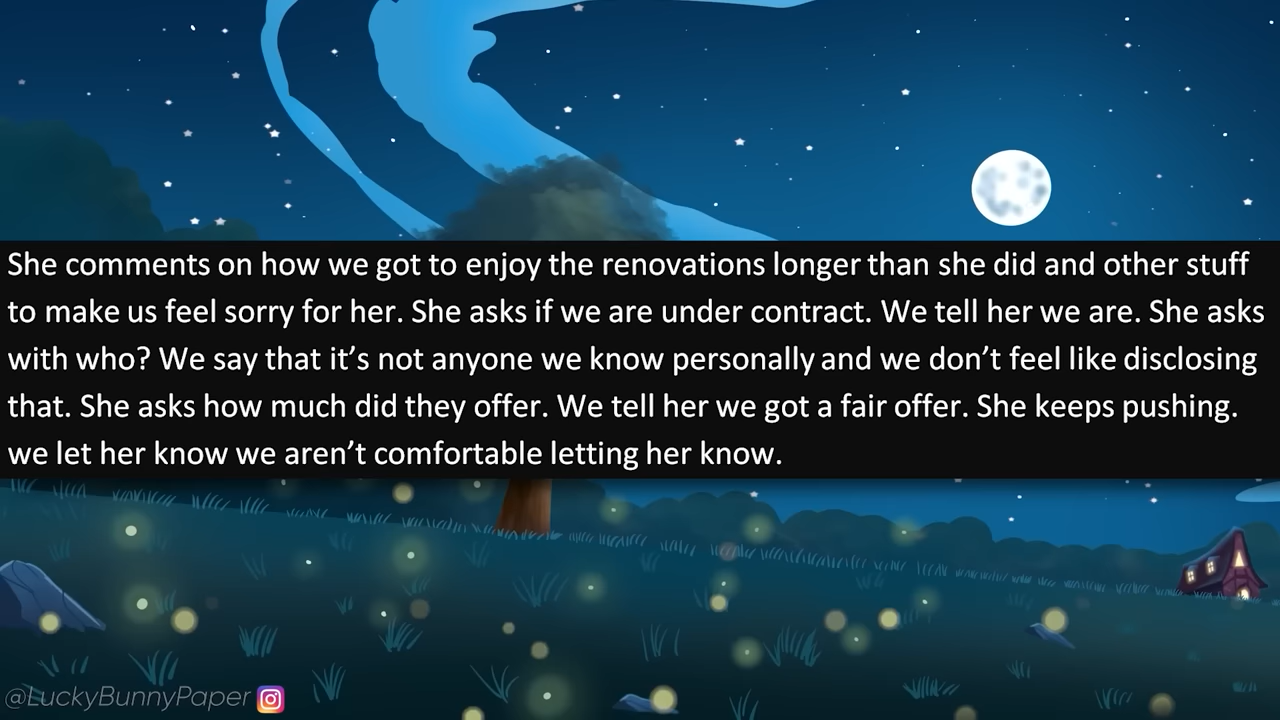 She comments on how we got to enjoy the renovations longer than she did and other stuff
to make us feel sorry for her. She asks if we are under contract. We tell her we are. She asks
with who? We say that it’s not anyone we know personally and we don’t feel like disclosing
that. She asks how much did they offer. We tell her we got a fair offer. She keeps pushing.
we let her know we aren’t comfortable letting her know.
@LuckyBunnyPaper